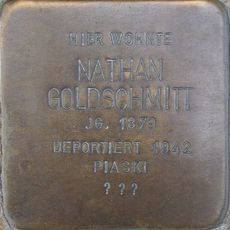 HIER WOHNTE
NATHAN
GOLDSCHMITT
JG. 1879
DEPORTIERT 1942
PIASKI
? ? ?